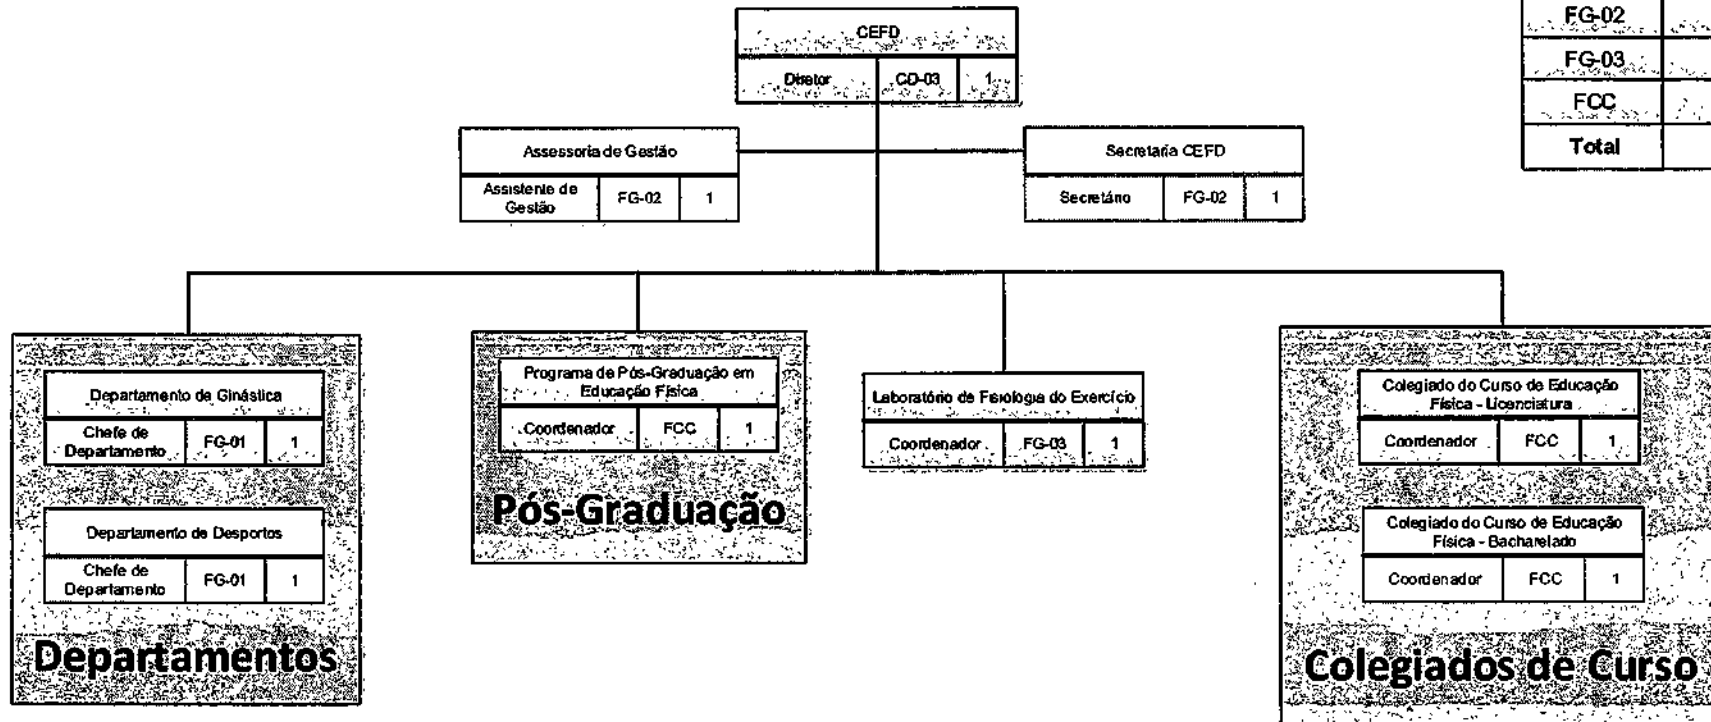 CEFD
Diretor CD-03 1
FG-02
FG-03
FCC
Total
Assessoria de Gestão
Assistente de
Gestão
FG-02 1
Secretaria CEFD
Secretário FG-02 1
Departamento de Ginástica
Chefe de
Departamento
FG-01 1
Departamento de Desportos
Chefe de
Departamento
FG-01 1
Departamentos
Programa de Pós-Graduação em
Educação Física
Coordenador FCC 1
Pós-Graduação
Laboratório de Fisiologia do Exercício
Coordenador FG-03 1
Colegiado do Curso de Educação
Física - Licenciatura
Coordenador FCC 1
Colegiado do Curso de Educação
Física - Bacharelado
Coordenador FCC 1
Colegiados de Curso